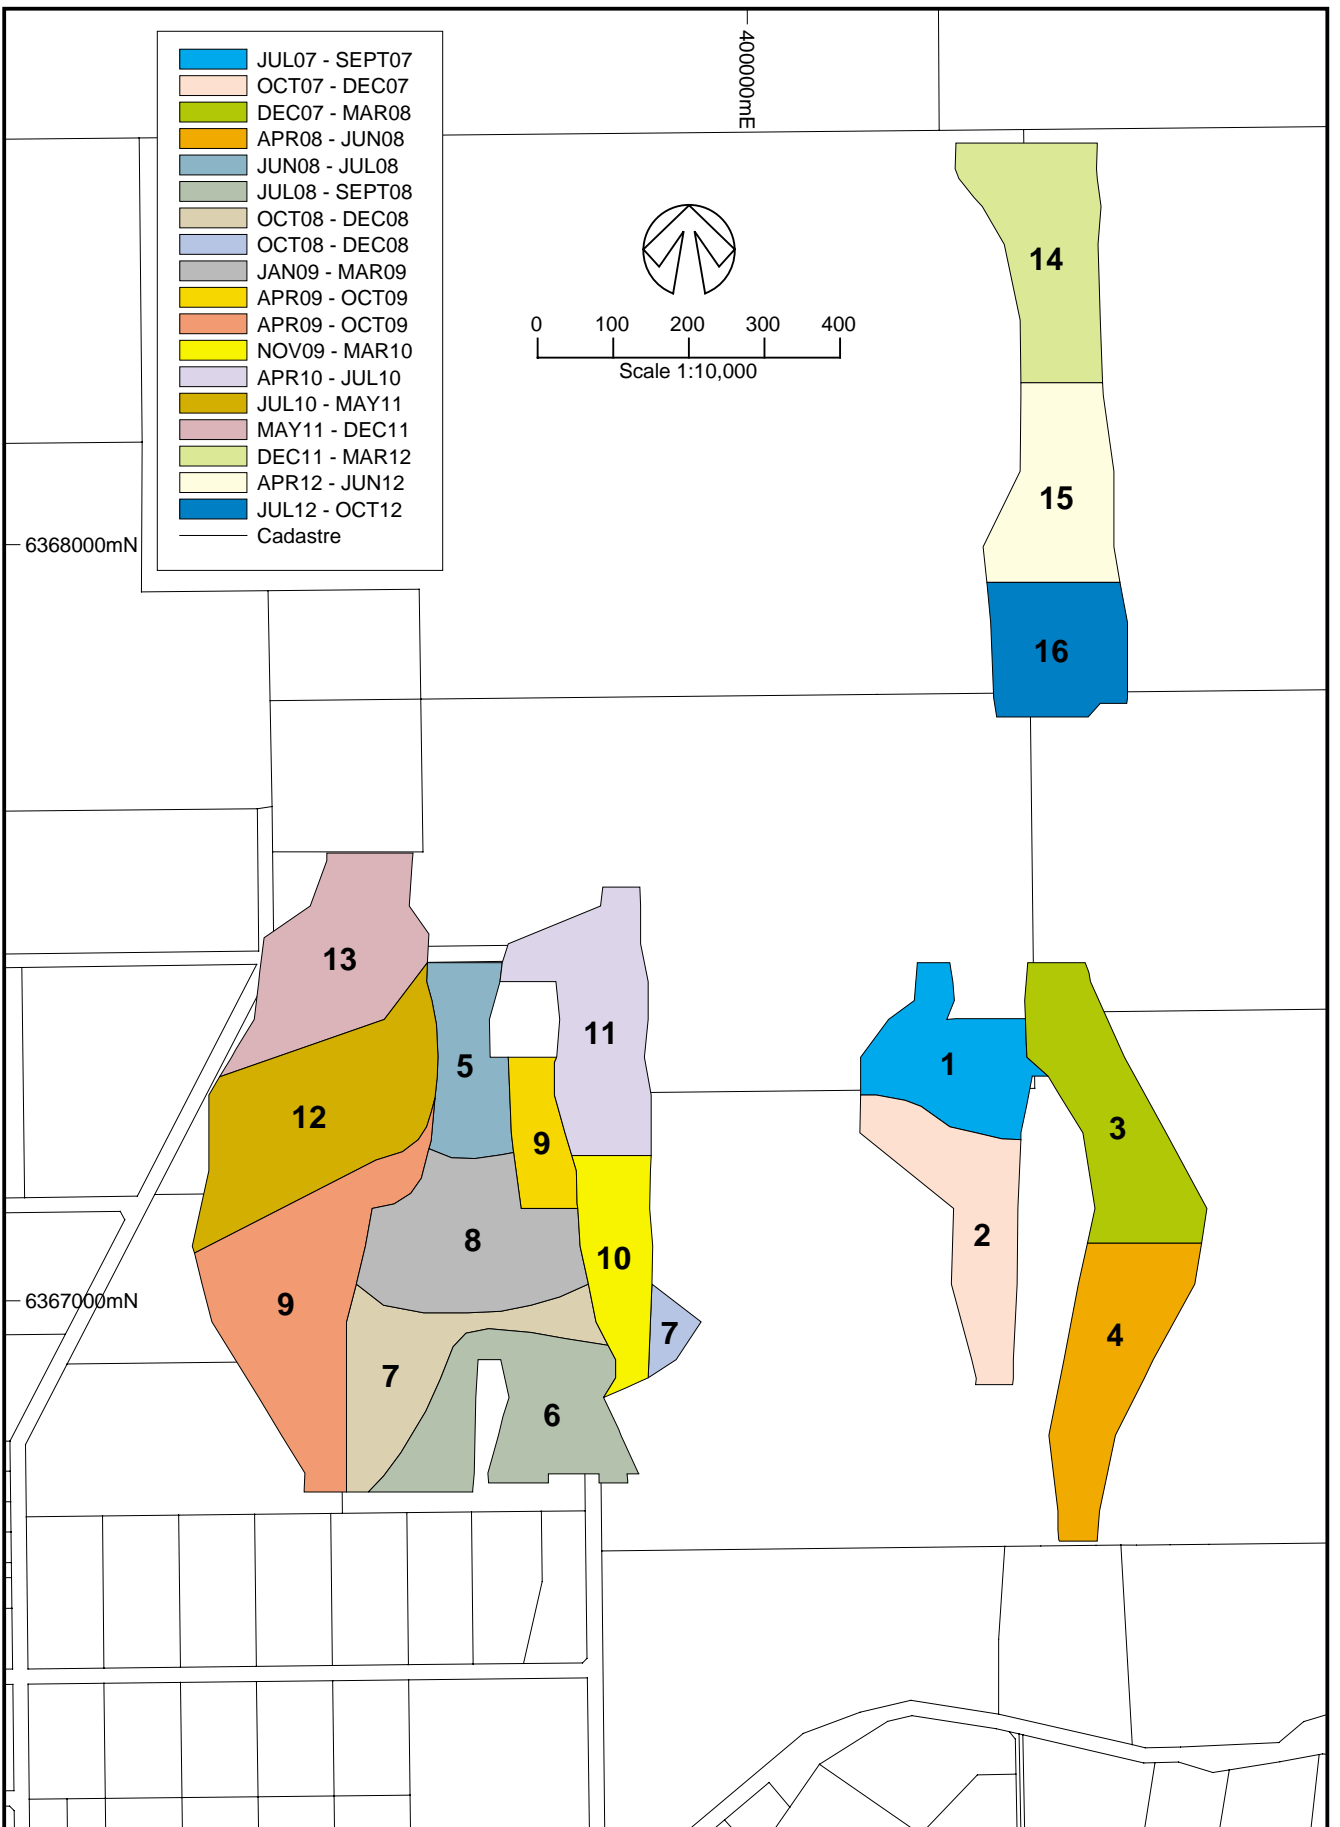 JUL07 - SEPT07
OCT07 - DEC07
DEC07 - MAR08
APR08 - JUN08
JUN08 - JUL08
JUL08 - SEPT08
OCT08 - DEC08
OCT08 - DEC08
JAN09 - MAR09
APR09 - OCT09
APR09 - OCT09
NOV09 - MAR10
APR10 - JUL10
JUL10 - MAY11
MAY11 - DEC11
DEC11 - MAR12
APR12 - JUN12
JUL12 - OCT12
Cadastre
400000mE
0 100 200 300 400
Scale 1:10,000
14
15
6368000mN
16
13
11
1
5
12
3
9
2
8
10
6367000mN
9
7
4
7
6